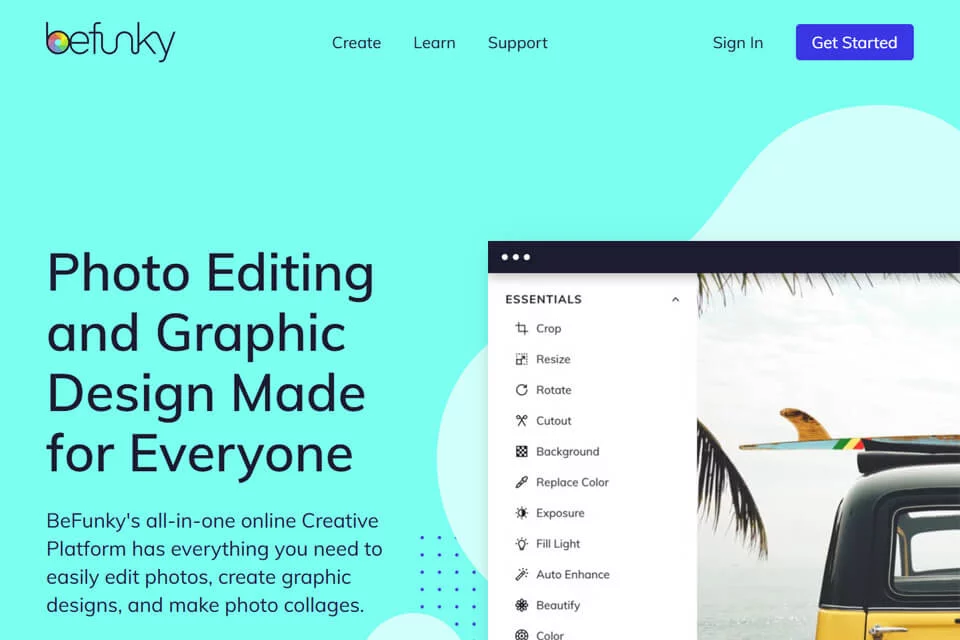 befunky
Create
Learn
Support
Sign In
Get Started
Photo Editing
and Graphic
Design Made
for Everyone
BeFunky's all-in-one online Creative
Platform has everything you need to
easily edit photos, create graphic
designs, and make photo collages.
ESSENTIALS
Crop
Resize
Rotate
Cutout
Background
Replace Color
Exposure
Fill Light
Auto Enhance
Beautify
Color